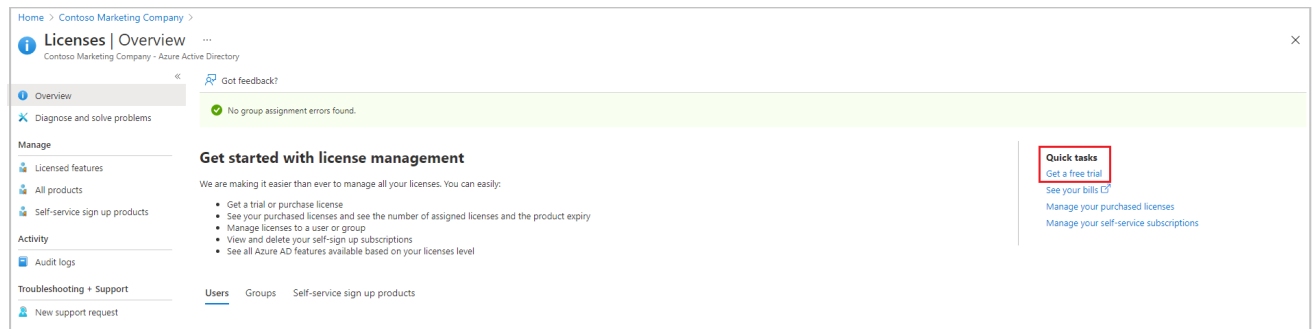 Home > Contoso Marketing Company >
Licenses | Overview ...
Contoso Marketing Company - Azure Active Directory
«
Overview
Diagnose and solve problems
Manage
Licensed features
All products
Self-service sign up products
Activity
Audit logs
Troubleshooting + Support
New support request
Got feedback?
No group assignment errors found.
Get started with license management
We are making it easier than ever to manage all your licenses. You can easily:
• Get a trial or purchase license
• See your purchased licenses and see the number of assigned licenses and the product expiry
• Manage licenses to a user or group
• View and delete your self-sign up subscriptions
• See all Azure AD features available based on your licenses level
Users Groups Self-service sign up products
Quick tasks
Get a free trial
See your bills
Manage your purchased licenses
Manage your self-service subscriptions